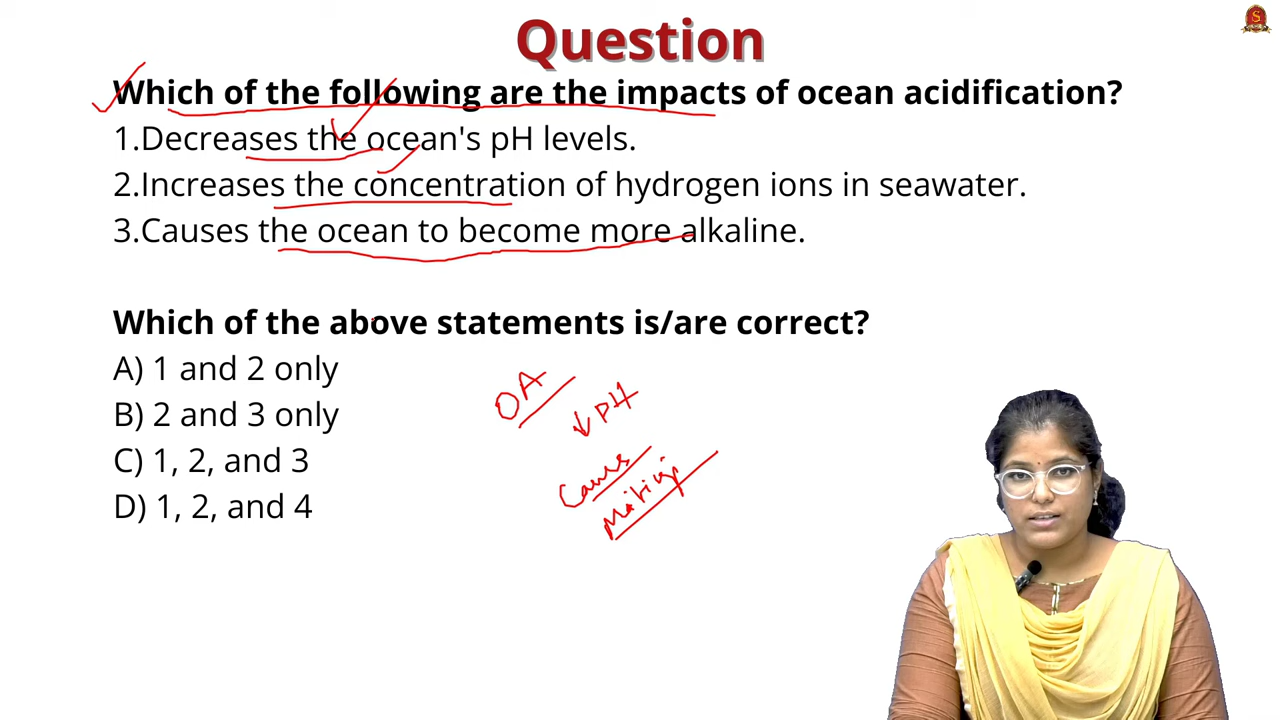 Question
Which of the following are the impacts of ocean acidification?
1.Decreases the ocean's pH levels.
2.Increases the concentration of hydrogen ions in seawater.
3.Causes the ocean to become more alkaline.
Which of the above statements is/are correct?
A) 1 and 2 only
B) 2 and 3 only
C) 1, 2, and 3
D) 1, 2, and 4
OA
↓PH
S